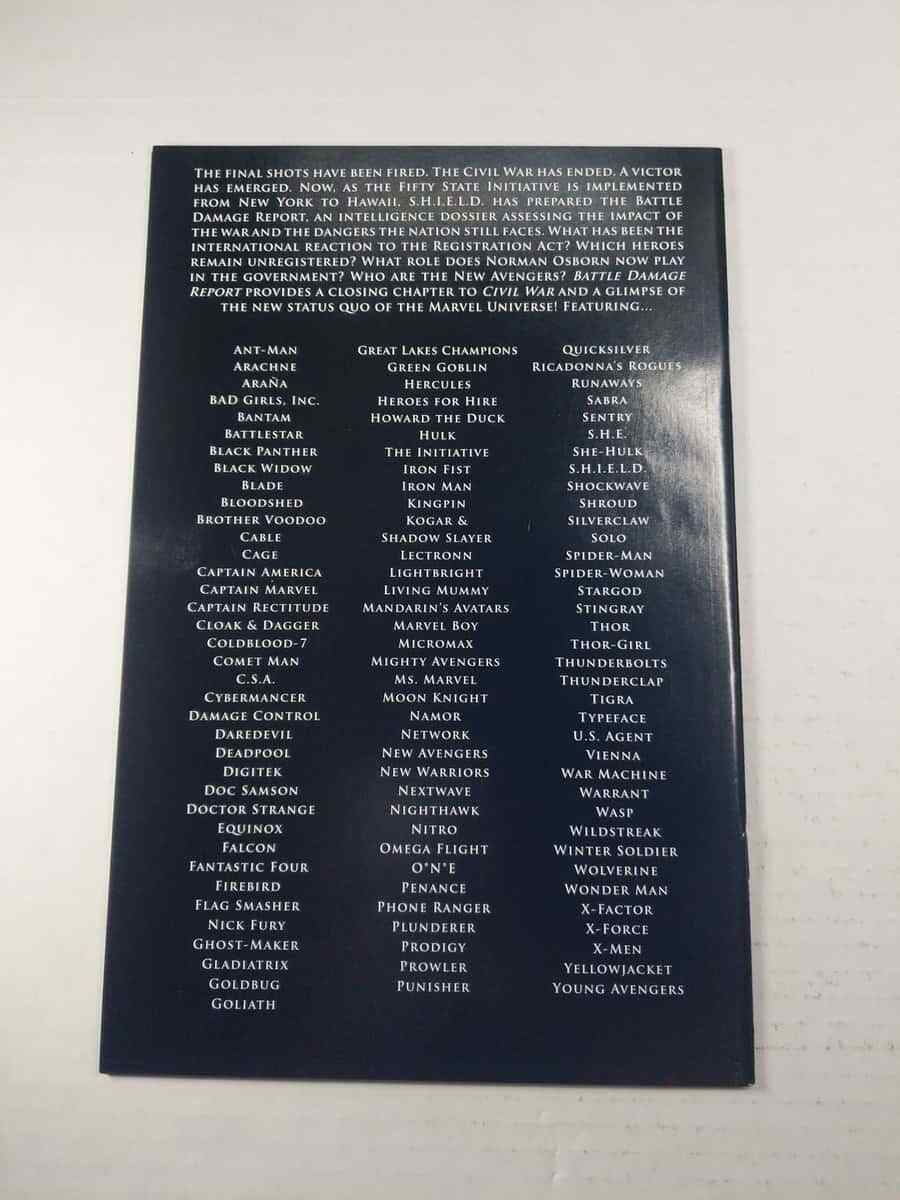 The final shots have been fired. The Civil War has ended. A victor
has emerged. Now, as the Fifty State Initiative is implemented
from New York to Hawaii, S.H.I.E.L.D. has prepared the Battle
Damage Report, an intelligence dossier assessing the impact of
the war and the dangers the nation still faces. What has been the
international reaction to the Registration Act? Which heroes
remain unregistered? What role does Norman Osborn now play
in the government? Who are the New Avengers? Battle Damage
Report provides a closing chapter to Civil War and a glimpse of
the new status quo of the Marvel Universe! Featuring...
Ant-Man
Arachne
Araña
BAD Girls, Inc.
Bantam
Battlestar
Black Panther
Black Widow
Blade
Bloodshed
Brother Voodoo
Cable
Cage
Captain America
Captain Marvel
Captain Rectitude
Cloak & Dagger
Coldblood-7
Comet Man
C.S.A.
Cybermancer
Damage Control
Daredevil
Deadpool
Digitek
Doc Samson
Doctor Strange
Equinox
Falcon
Fantastic Four
Firebird
Flag Smasher
Nick Fury
Ghost-Maker
Gladiatrix
Goldbug
Goliath
Great Lakes Champions
Green Goblin
Hercules
Heroes for Hire
Howard the Duck
Hulk
The Initiative
Iron Fist
Iron Man
Kingpin
Kogar &
Shadow Slayer
Lectronn
Lightbright
Living Mummy
Mandarin's Avatars
Marvel Boy
Micromax
Mighty Avengers
Ms. Marvel
Moon Knight
Namor
Network
New Avengers
New Warriors
Nextwave
Nighthawk
Nitro
Omega Flight
O*N*E
Penance
Phone Ranger
Plunderer
Prodigy
Prowler
Punisher
Quicksilver
Ricadonna's Rogues
Runaways
Sabra
Sentry
S.H.E.
She-Hulk
S.H.I.E.L.D.
Shockwave
Shroud
Silverclaw
Solo
Spider-Man
Spider-Woman
Stargod
Stingray
Thor
Thor-Girl
Thunderbolts
Thunderclap
Tigra
Typeface
U.S. Agent
Vienna
War Machine
Warrant
Wasp
Wildstreak
Winter Soldier
Wolverine
Wonder Man
X-Factor
X-Force
X-Men
Yellowjacket
Young Avengers